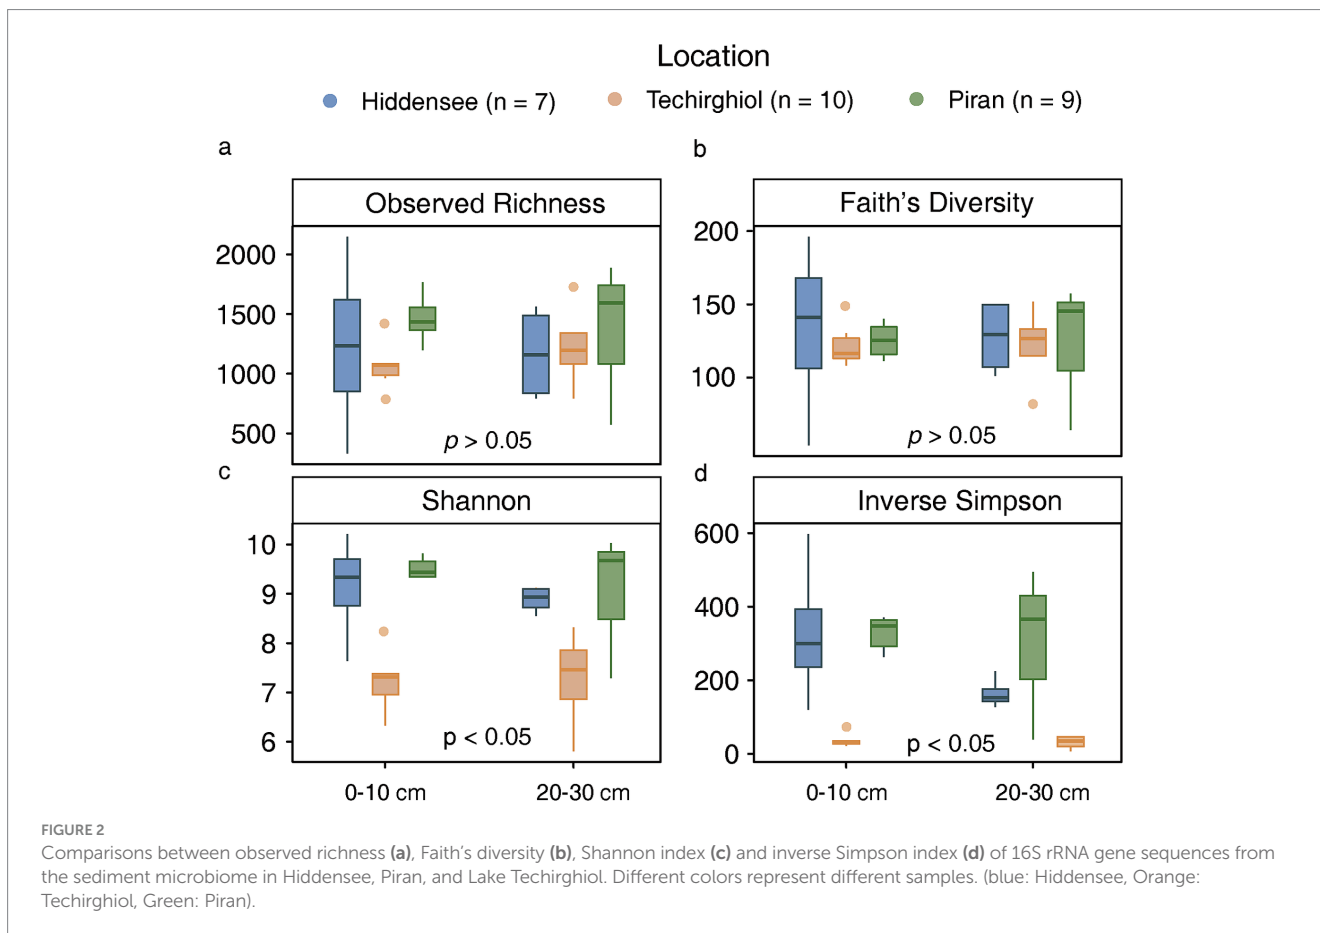 Location
Hiddensee (n = 7) Techirghiol (n = 10) Piran (n = 9)
a
b
Observed Richness
Faith's Diversity
2000
1500
1000
500
p > 0.05
200
150
100
p > 0.05
c
d
Shannon
Inverse Simpson
10
9
8
7
6
p < 0.05
600
400
200
0
p < 0.05
0-10 cm 20-30 cm
0-10 cm 20-30 cm
FIGURE 2
Comparisons between observed richness (a), Faith's diversity (b), Shannon index (c) and inverse Simpson index (d) of 16S rRNA gene sequences from
the sediment microbiome in Hiddensee, Piran, and Lake Techirghiol. Different colors represent different samples. (blue: Hiddensee, Orange:
Techirghiol, Green: Piran).